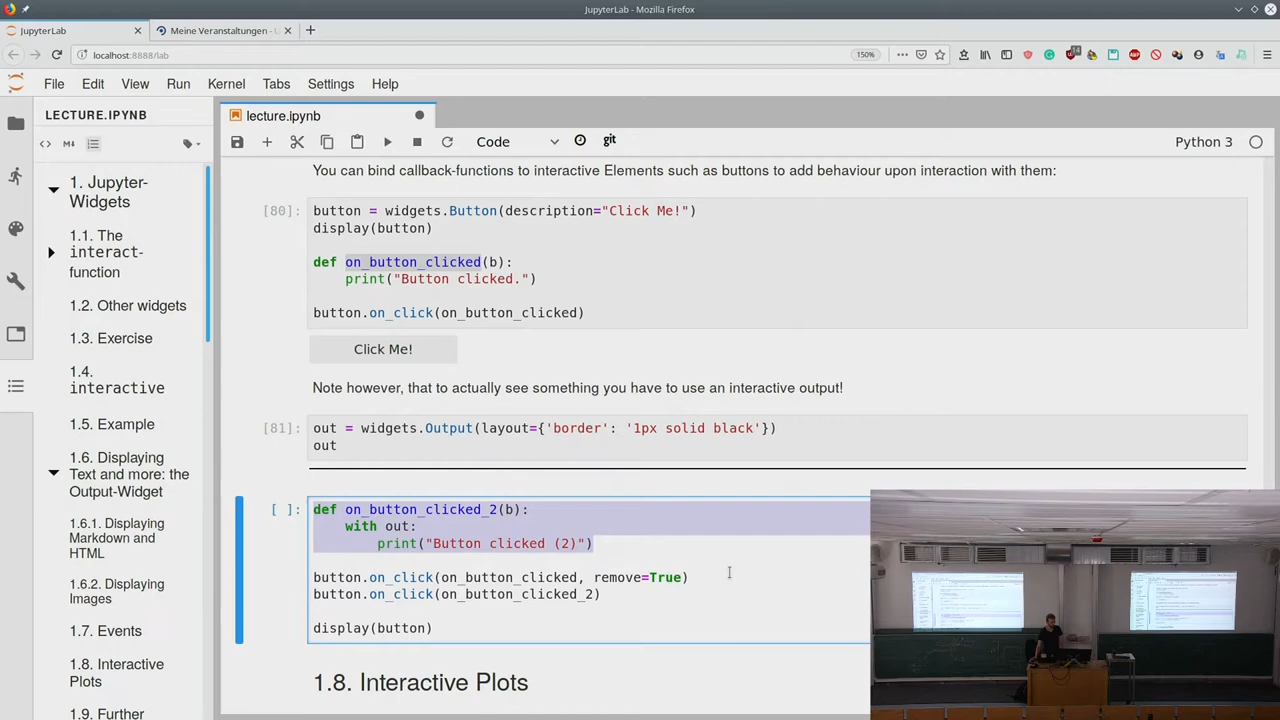 JupyterLab - Mozilla Firefox
JupyterLab
Meine Veranstaltungen -
localhost:8888/lab
150%
14
ABP
File Edit View Run Kernel Tabs Settings Help
LECTURE.IPYNB
lecture.ipynb
Code
git
Python 3
1. Jupyter-
Widgets
1.1. The
interact-
function
1.2. Other widgets
1.3. Exercise
1.4.
interactive
1.5. Example
1.6. Displaying
Text and more: the
Output-Widget
1.6.1. Displaying
Markdown and
HTML
1.6.2. Displaying
Images
1.7. Events
1.8. Interactive
Plots
1.9. Further
You can bind callback-functions to interactive Elements such as buttons to add behaviour upon interaction with them:
[80]: button = widgets.Button(description="Click Me!")
display(button)
def on_button_clicked(b):
print("Button clicked.")
button.on_click(on_button_clicked)
Click Me!
Note however, that to actually see something you have to use an interactive output!
[81]: out = widgets.Output(layout={'border': '1px solid black'})
out
[ ]: def on_button_clicked_2(b):
with out:
print("Button clicked (2)")
button.on_click(on_button_clicked, remove=True)
button.on_click(on_button_clicked_2)
display(button)
1.8. Interactive Plots